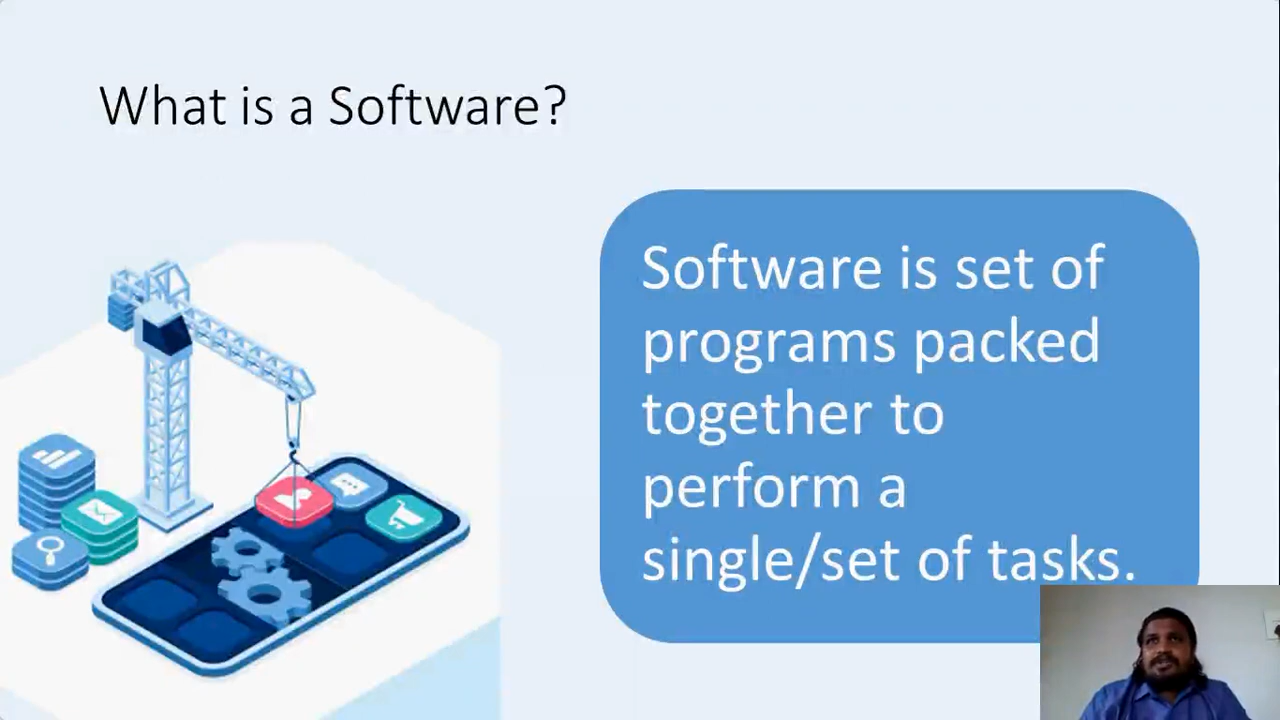 What is a Software?
Software is set of
programs packed
together to
perform a
single/set of tasks.